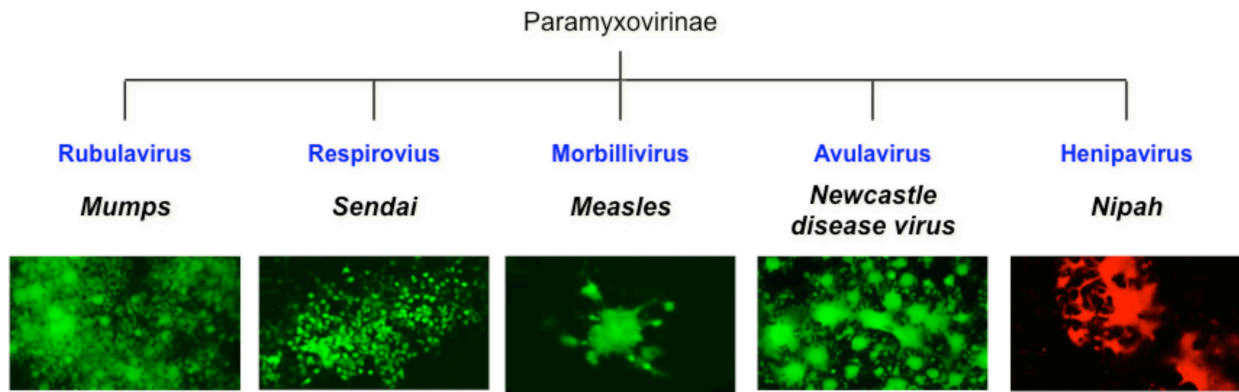 Paramyxovirinae
Rubulavirus
Respirovius
Morbillivirus
Avulavirus
Henipavirus
Mumps
Sendai
Measles
Newcastle
disease virus
Nipah